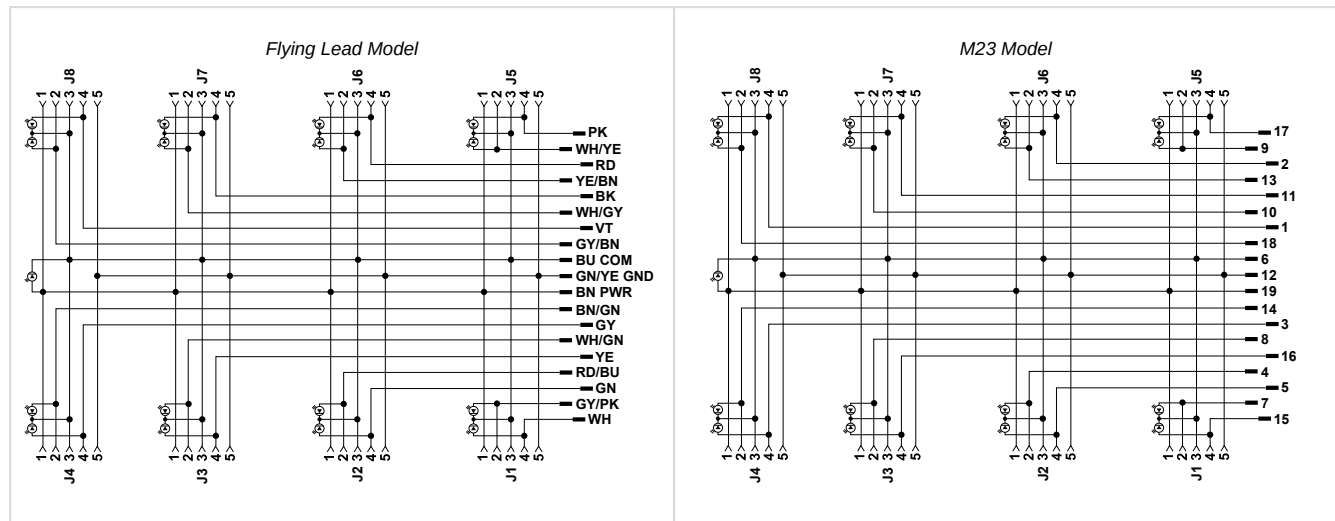 Flying Lead Model
J8
J7
J6
J5
1 2 3 4 5
1 2 3 4 5
1 2 3 4 5
1 2 3 4 5
PK
WH/YE
RD
YE/BN
BK
WH/GY
VT
GY/BN
BU COM
GN/YE GND
BN PWR
BN/GN
GY
WH/GN
YE
RD/BU
GN
GY/PK
WH
1 2 3 4 5
1 2 3 4 5
1 2 3 4 5
1 2 3 4 5
J4
J3
J2
J1
M23 Model
J8
J7
J6
J5
1 2 3 4 5
1 2 3 4 5
1 2 3 4 5
1 2 3 4 5
17
9
2
13
11
10
1
18
6
12
19
14
3
8
16
4
5
7
15
1 2 3 4 5
1 2 3 4 5
1 2 3 4 5
1 2 3 4 5
J4
J3
J2
J1